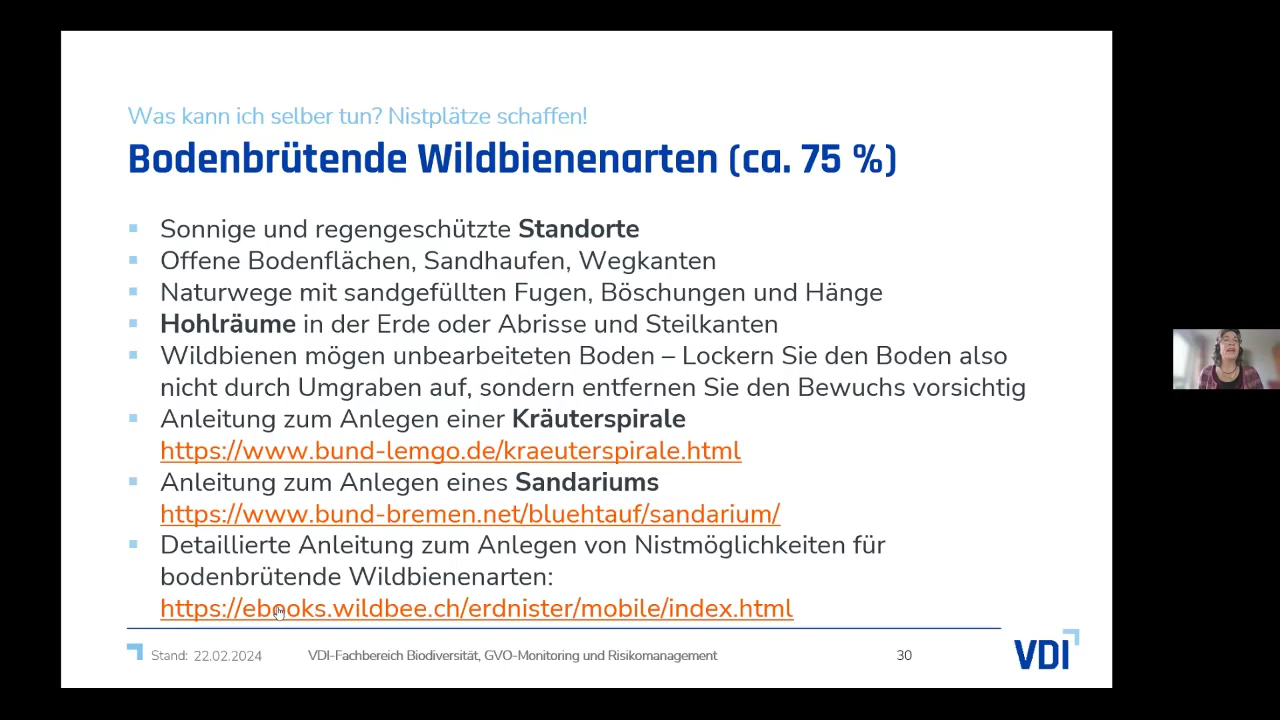 Was kann ich selber tun? Nistplätze schaffen!
Bodenbrütende Wildbienenarten (ca. 75 %)
Sonnige und regengeschützte Standorte
Offene Bodenflächen, Sandhaufen, Wegkanten
Naturwege mit sandgefüllten Fugen, Böschungen und Hänge
Hohlräume in der Erde oder Abrisse und Steilkanten
Wildbienen mögen unbearbeiteten Boden – Lockern Sie den Boden also
nicht durch Umgraben auf, sondern entfernen Sie den Bewuchs vorsichtig
Anleitung zum Anlegen einer Kräuterspirale
https://www.bund-lemgo.de/kraeuterspirale.html
Anleitung zum Anlegen eines Sandariums
https://www.bund-bremen.net/bluehtauf/sandarium/
Detaillierte Anleitung zum Anlegen von Nistmöglichkeiten für
bodenbrütende Wildbienenarten:
https://ebooks.wildbee.ch/erdnister/mobile/index.html
Stand: 22.02.2024 VDI-Fachbereich Biodiversität, GVO-Monitoring und Risikomanagement 30 VDI